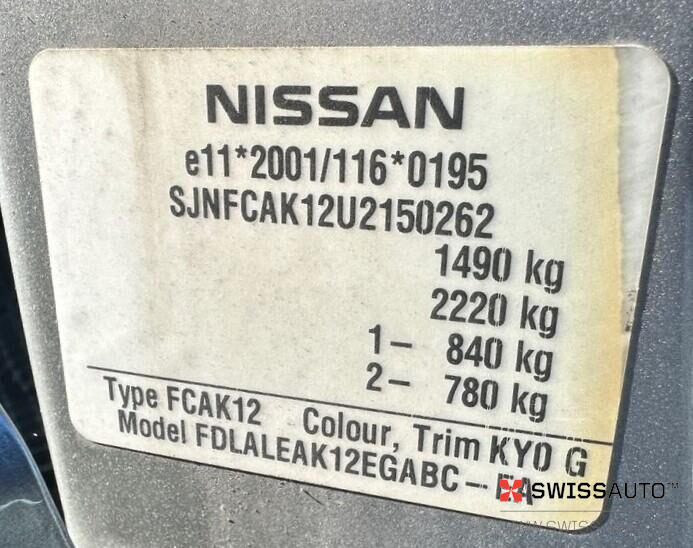 NISSAN
e11*2001/116*0195
SJNFCAK12U2150262
1490 kg
2220 kg
1– 840 kg
2– 780 kg
Type FCAK12 Colour, Trim KY0 G
Model FDLALEAK12EGABC–
SWISSAUTO™